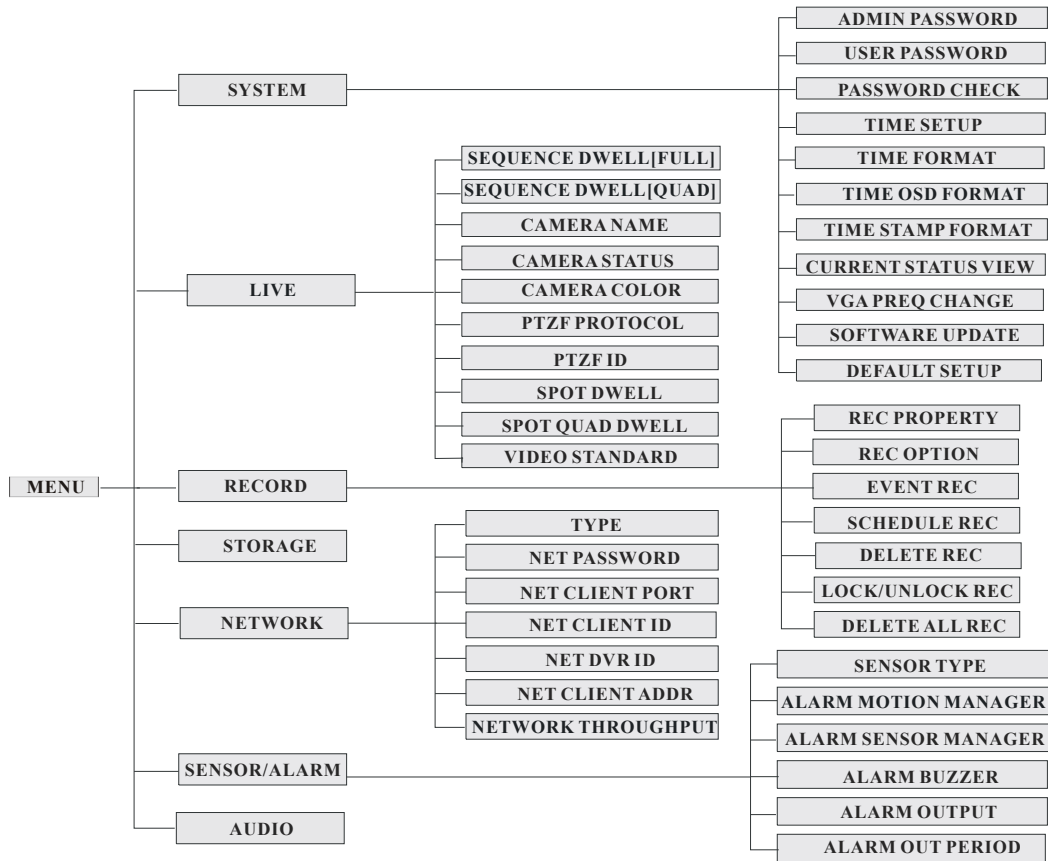 MENU
SYSTEM
ADMIN PASSWORD
USER PASSWORD
PASSWORD CHECK
TIME SETUP
TIME FORMAT
TIME OSD FORMAT
TIME STAMP FORMAT
CURRENT STATUS VIEW
VGA PREQ CHANGE
SOFTWARE UPDATE
DEFAULT SETUP
LIVE
SEQUENCE DWELL[FULL]
SEQUENCE DWELL[QUAD]
CAMERA NAME
CAMERA STATUS
CAMERA COLOR
PTZF PROTOCOL
PTZF ID
SPOT DWELL
SPOT QUAD DWELL
VIDEO STANDARD
RECORD
REC PROPERTY
REC OPTION
EVENT REC
SCHEDULE REC
DELETE REC
LOCK/UNLOCK REC
DELETE ALL REC
STORAGE
NETWORK
TYPE
NET PASSWORD
NET CLIENT PORT
NET CLIENT ID
NET DVR ID
NET CLIENT ADDR
NETWORK THROUGHPUT
SENSOR/ALARM
SENSOR TYPE
ALARM MOTION MANAGER
ALARM SENSOR MANAGER
ALARM BUZZER
ALARM OUTPUT
ALARM OUT PERIOD
AUDIO